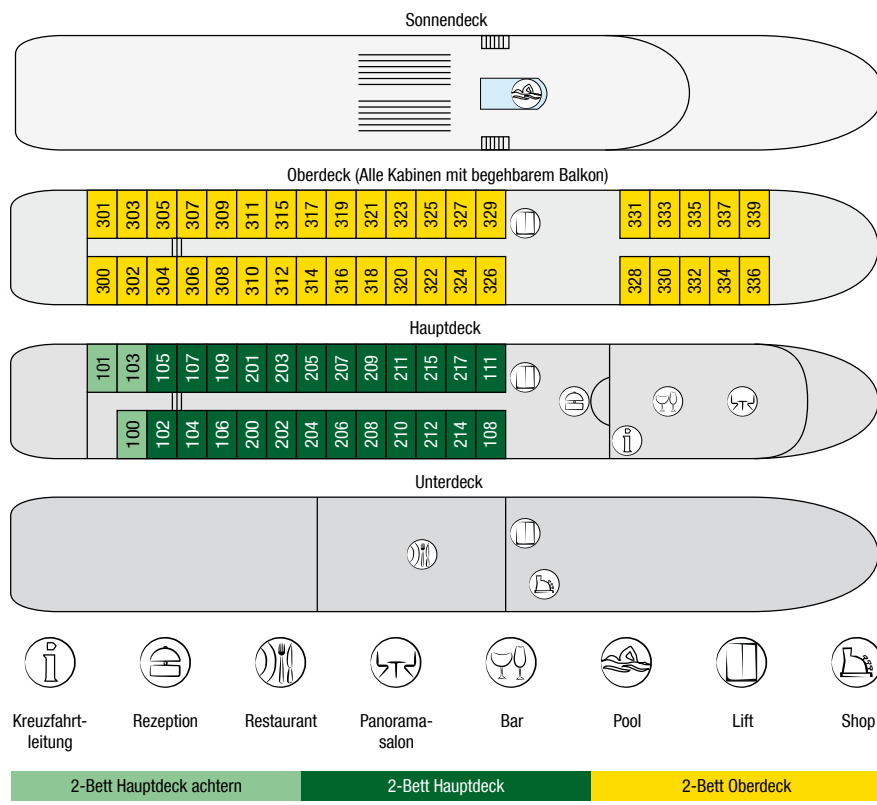 Sonnendeck
Oberdeck (Alle Kabinen mit begehbarem Balkon)
301 303 305 307 309 311 315 317 319 321 323 325 327 329 331 333 335 337 339
300 302 304 306 308 310 312 314 316 318 320 322 324 326 328 330 332 334 336
Hauptdeck
101 103 105 107 109 201 203 205 207 209 211 215 217 111
100 102 104 106 200 202 204 206 208 210 212 214 108
Unterdeck
Kreuzfahrt-
leitung
Rezeption
Restaurant
Panorama-
salon
Bar
Pool
Lift
Shop
2-Bett Hauptdeck achtern
2-Bett Hauptdeck
2-Bett Oberdeck